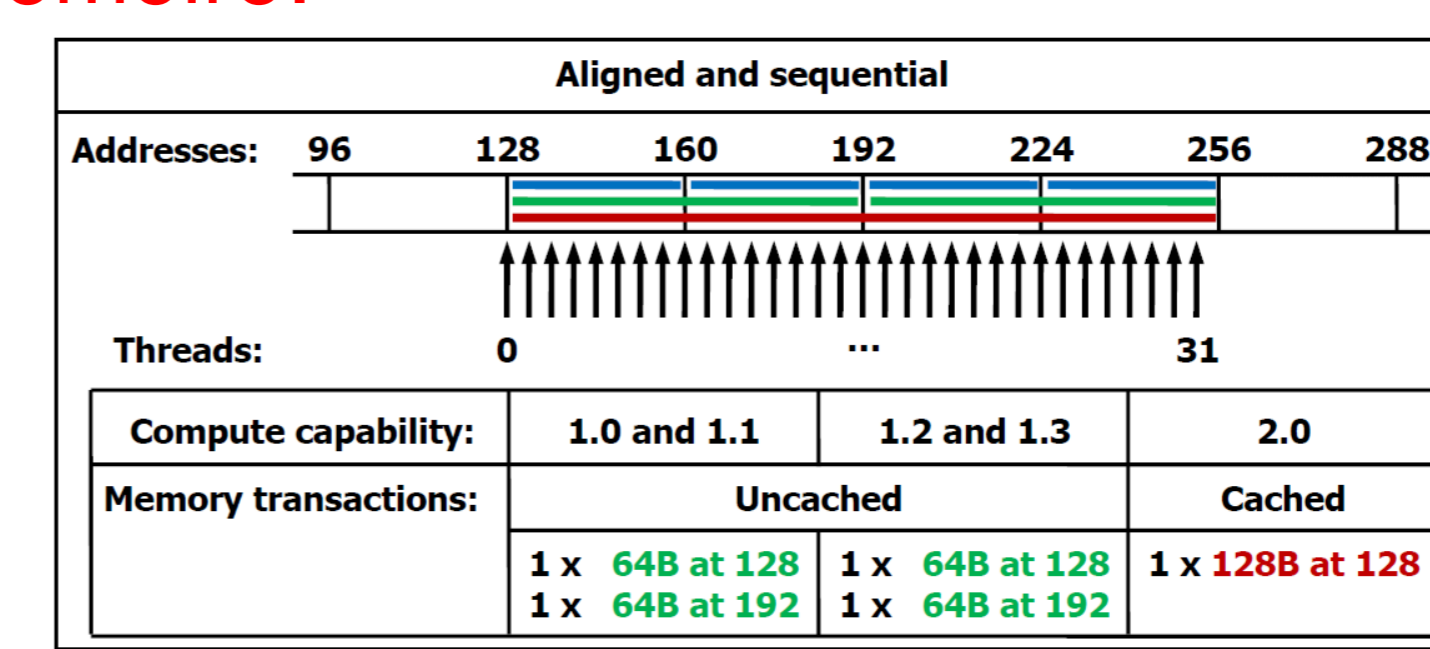 Aligned and sequential
Addresses: 96 128 160 192 224 256 288
Threads: 0 ... 31
Compute capability: 1.0 and 1.1 1.2 and 1.3 2.0
Memory transactions: Uncached Cached
1 x 64B at 128 1 x 64B at 128 1 x 128B at 128
1 x 64B at 192 1 x 64B at 192